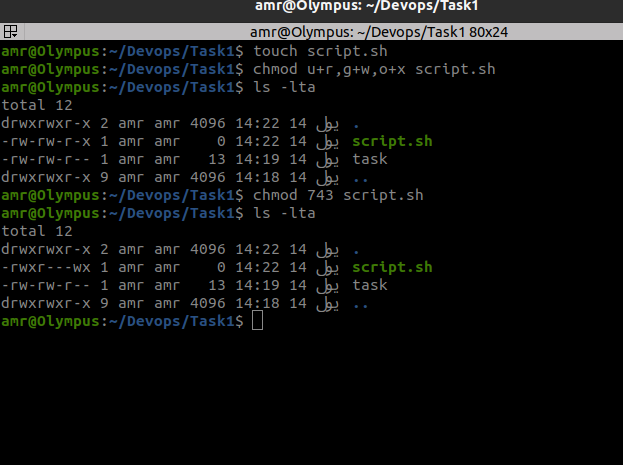 amr@Olympus: ~/Devops/Task1
amr@Olympus: ~/Devops/Task1 80x24
amr@Olympus:~/Devops/Task1$ touch script.sh
amr@Olympus:~/Devops/Task1$ chmod u+r,g+w,o+x script.sh
amr@Olympus:~/Devops/Task1$ ls -lta
total 12
drwxrwxr-x 2 amr amr 4096 14:22 14 يول .
-rw-rw-r-x 1 amr amr    0 14:22 14 يول script.sh
-rw-rw-r-- 1 amr amr   13 14:19 14 يول task
drwxrwxr-x 9 amr amr 4096 14:18 14 يول ..
amr@Olympus:~/Devops/Task1$ chmod 743 script.sh
amr@Olympus:~/Devops/Task1$ ls -lta
total 12
drwxrwxr-x 2 amr amr 4096 14:22 14 يول .
-rwxr---wx 1 amr amr    0 14:22 14 يول script.sh
-rw-rw-r-- 1 amr amr   13 14:19 14 يول task
drwxrwxr-x 9 amr amr 4096 14:18 14 يول ..
amr@Olympus:~/Devops/Task1$